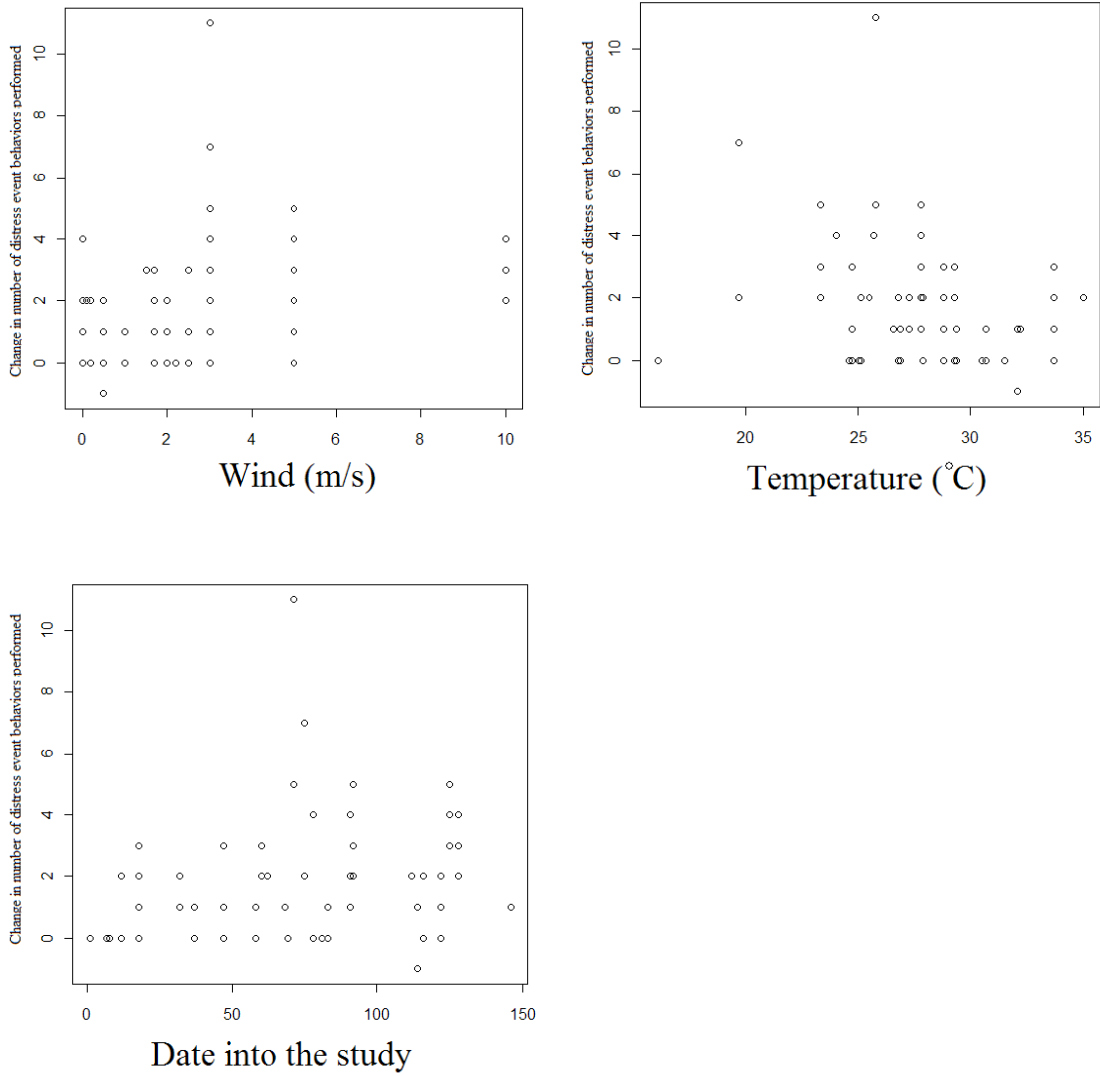 Change in number of distress event behaviors performed
10
8
6
4
2
0
0 2 4 6 8 10
Wind (m/s)
Change in number of distress event behaviors performed
10
8
6
4
2
0
20 25 30 35
Temperature (°C)
Change in number of distress event behaviors performed
10
8
6
4
2
0
0 50 100 150
Date into the study